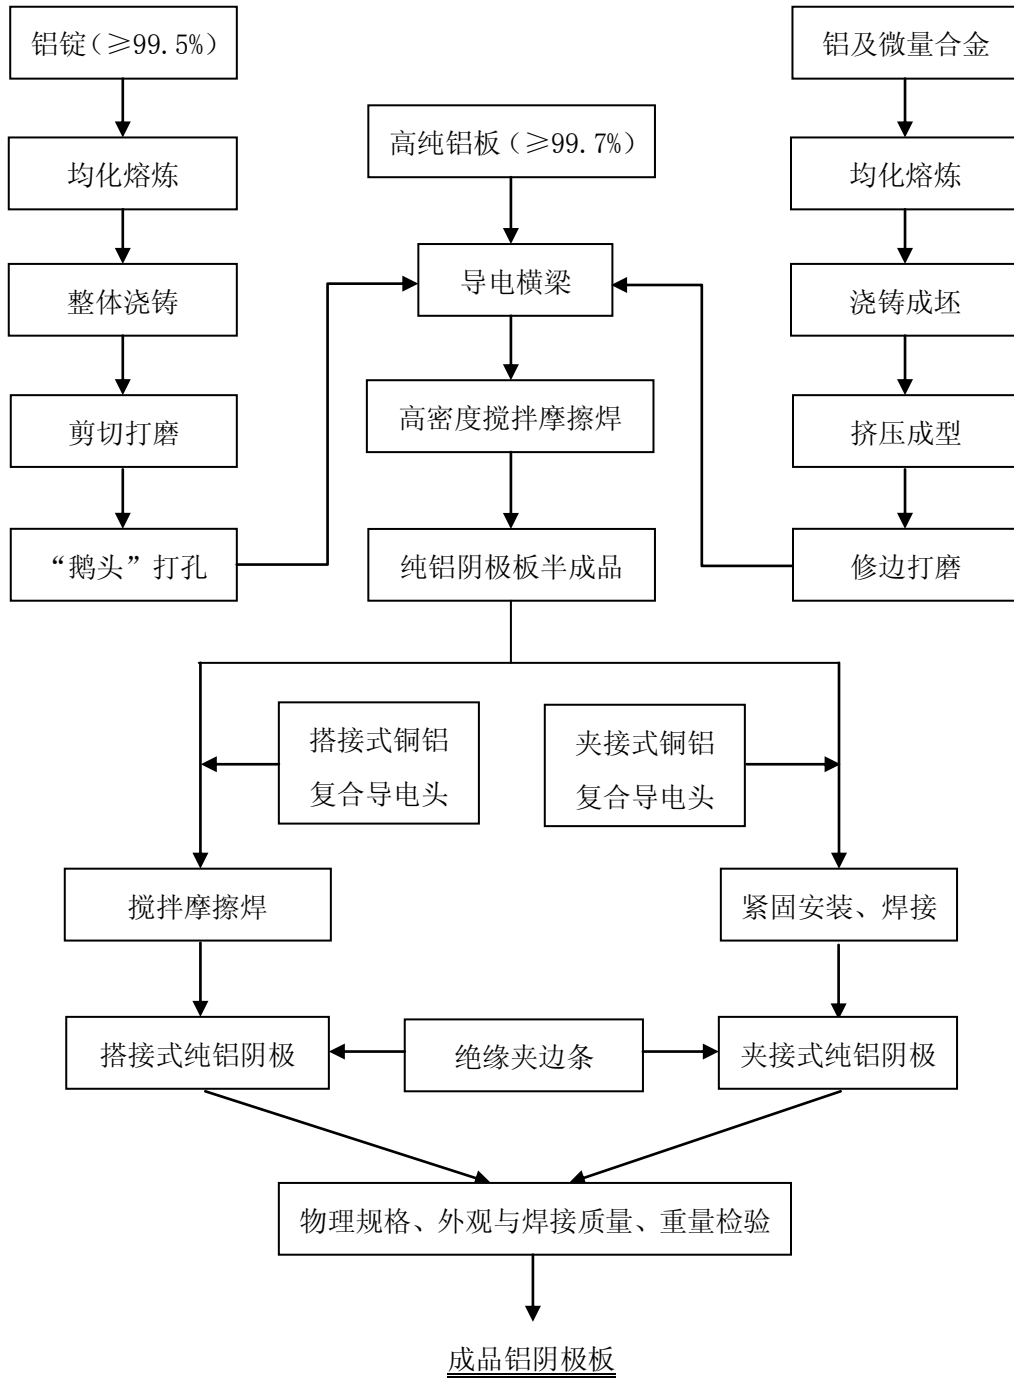 铝锭(≥99.5%)
铝及微量合金
高纯铝板(≥99.7%)
均化熔炼
均化熔炼
导电横梁
整体浇铸
浇铸成坯
高密度搅拌摩擦焊
剪切打磨
挤压成型
“鹅头”打孔
纯铝阴极板半成品
修边打磨
搭接式铜铝
复合导电头
夹接式铜铝
复合导电头
搅拌摩擦焊
紧固安装、焊接
搭接式纯铝阴极
绝缘夹边条
夹接式纯铝阴极
物理规格、外观与焊接质量、重量检验
成品铝阴极板